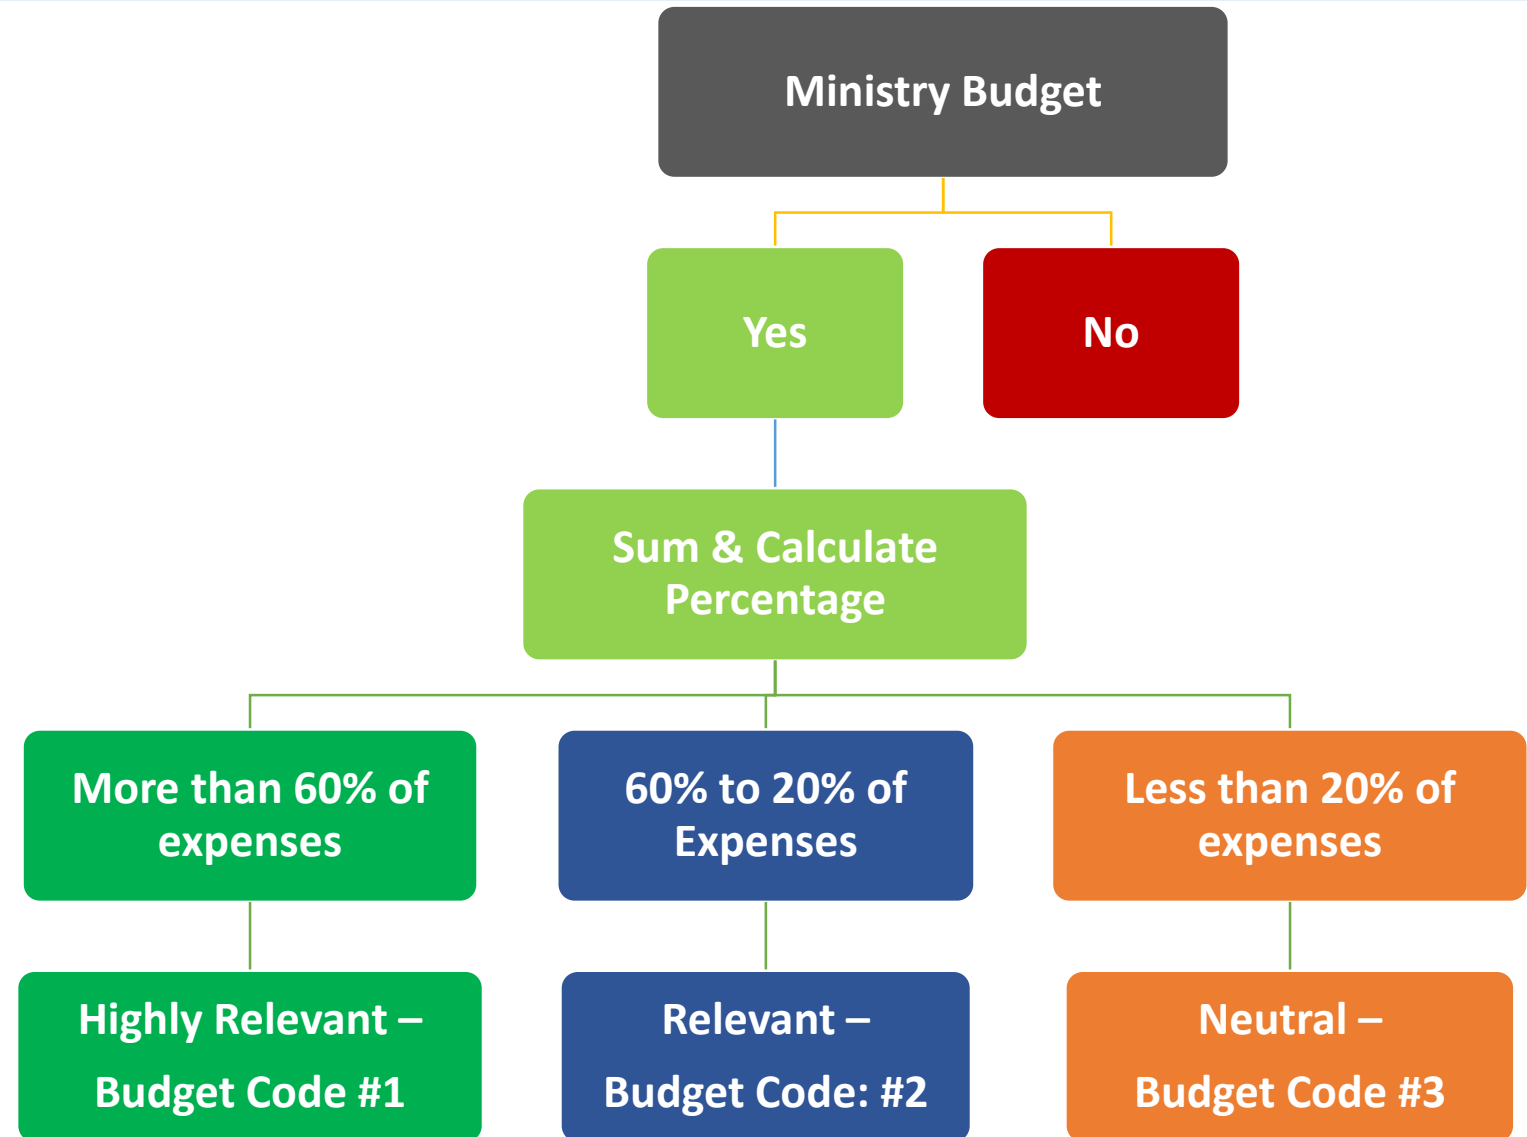 Ministry Budget
Yes
No
Sum & Calculate
Percentage
More than 60% of
expenses
60% to 20% of
Expenses
Less than 20% of
expenses
Highly Relevant –
Budget Code #1
Relevant –
Budget Code: #2
Neutral –
Budget Code #3